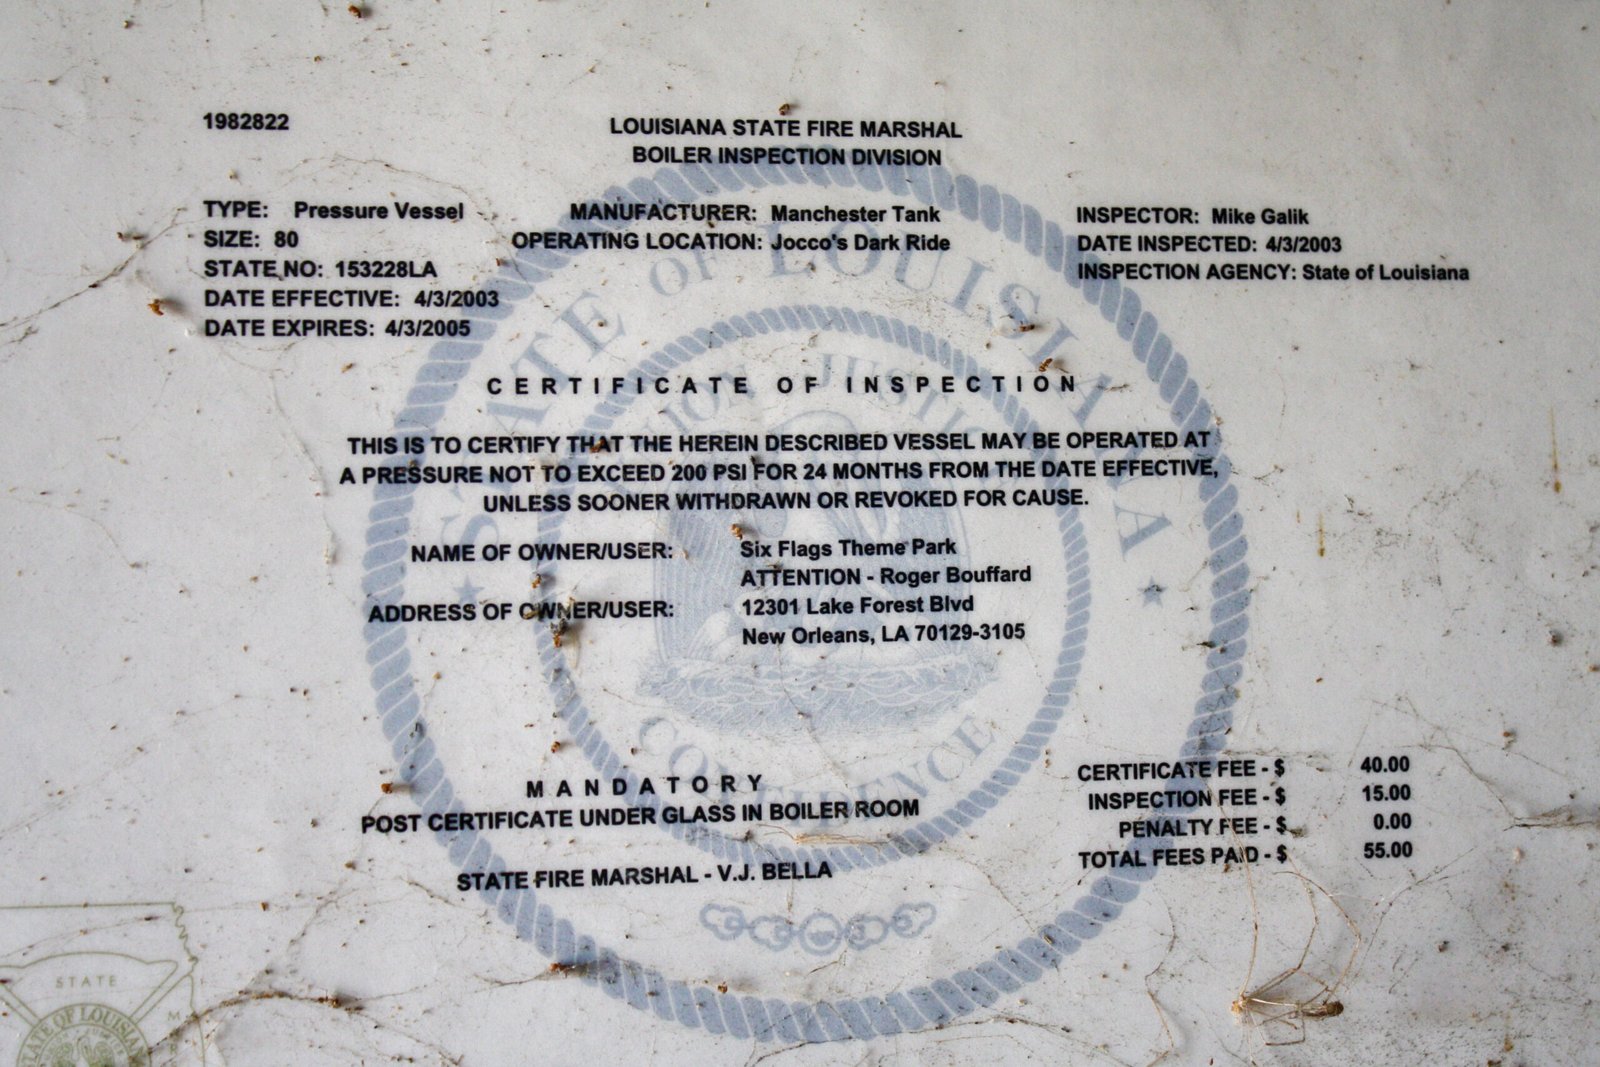 1982822
LOUISIANA STATE FIRE MARSHAL
BOILER INSPECTION DIVISION
TYPE: Pressure Vessel
SIZE: 80
STATE NO: 153228LA
DATE EFFECTIVE: 4/3/2003
DATE EXPIRES: 4/3/2005
MANUFACTURER: Manchester Tank
OPERATING LOCATION: Jocco's Dark Ride
INSPECTOR: Mike Galik
DATE INSPECTED: 4/3/2003
INSPECTION AGENCY: State of Louisiana
STATE OF LOUISIANA
UNION JUSTICE
CERTIFICATE OF INSPECTION
THIS IS TO CERTIFY THAT THE HEREIN DESCRIBED VESSEL MAY BE OPERATED AT
A PRESSURE NOT TO EXCEED 200 PSI FOR 24 MONTHS FROM THE DATE EFFECTIVE,
UNLESS SOONER WITHDRAWN OR REVOKED FOR CAUSE.
NAME OF OWNER/USER: Six Flags Theme Park
ATTENTION - Roger Bouffard
ADDRESS OF OWNER/USER: 12301 Lake Forest Blvd
New Orleans, LA 70129-3105
CONFIDENCE
MANDATORY
POST CERTIFICATE UNDER GLASS IN BOILER ROOM
STATE FIRE MARSHAL - V.J. BELLA
CERTIFICATE FEE - $ 40.00
INSPECTION FEE - $ 15.00
PENALTY FEE - $ 0.00
TOTAL FEES PAID - $ 55.00
STATE
STATE OF LOUISIANA